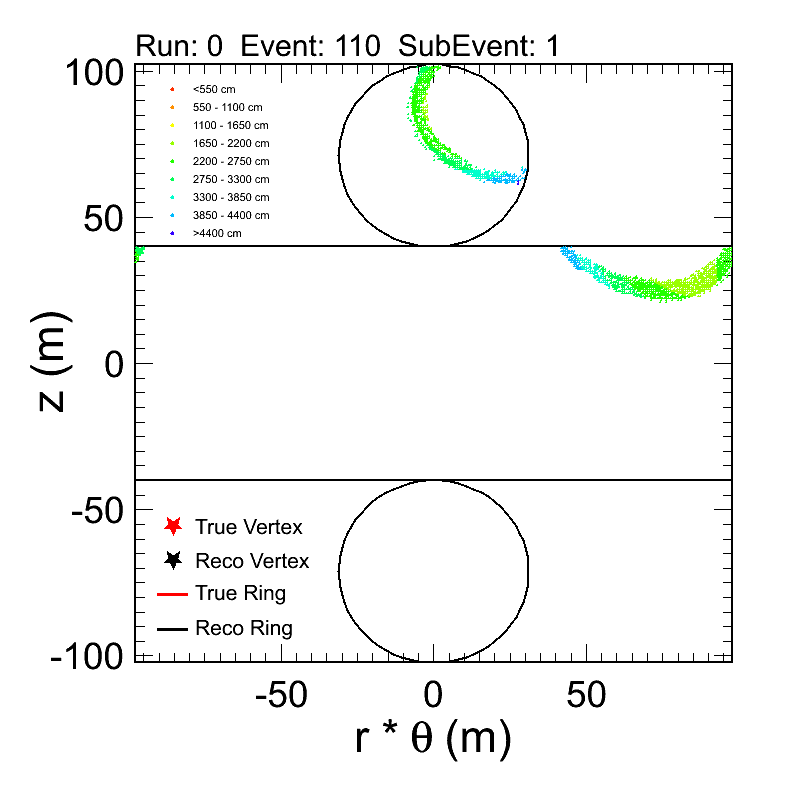 Run: 0 Event: 110 SubEvent: 1
100
<550 cm
550 - 1100 cm
1100 - 1650 cm
1650 - 2200 cm
2200 - 2750 cm
2750 - 3300 cm
3300 - 3850 cm
3850 - 4400 cm
>4400 cm
50
0
z (m)
-50
True Vertex
Reco Vertex
True Ring
Reco Ring
-100
-50 0 50
r * θ (m)